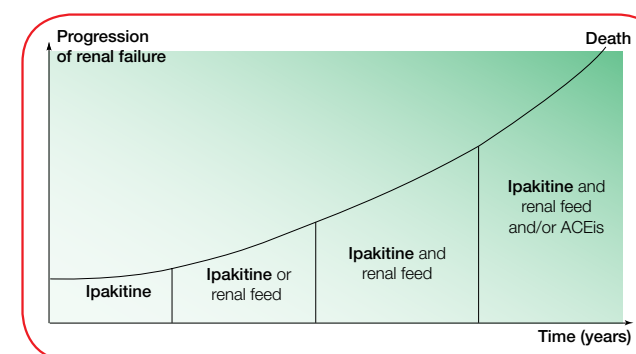 Progression
of renal failure
Death
Ipakitine
Ipakitine or
renal feed
Ipakitine and
renal feed
Ipakitine and
renal feed
and/or ACEis
Time (years)